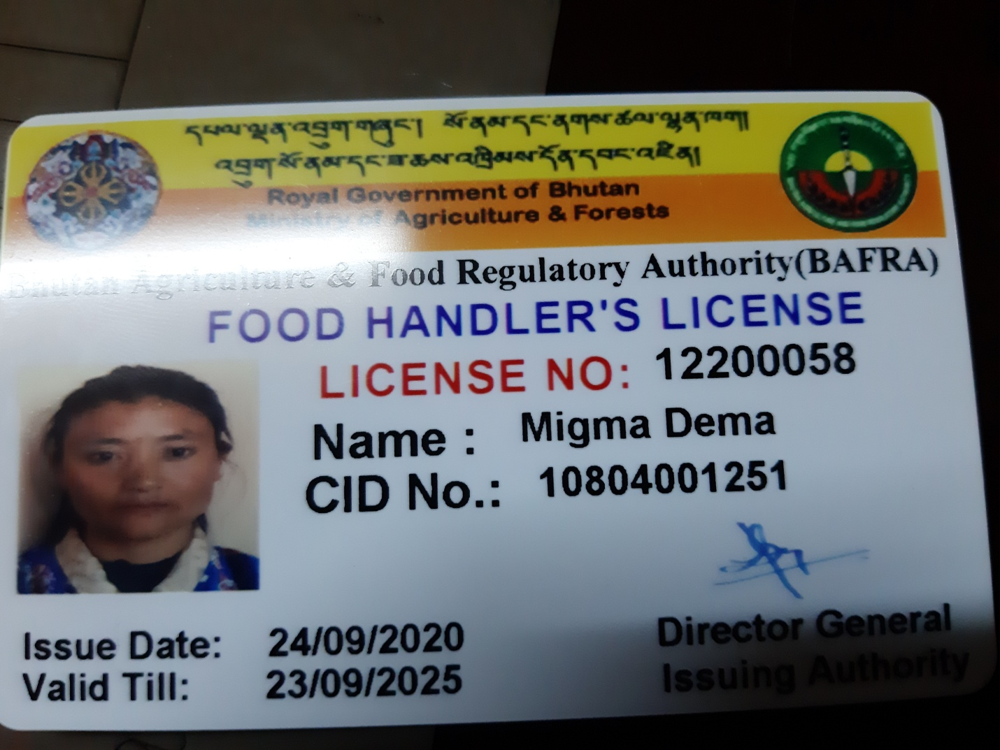 དཔལ་ལྡན་འབྲུག་གཞུང་། སོ་ནམ་དང་ནགས་ཚལ་ལྷན་ཁག།
འབྲུག་སོ་ནམ་དང་བཟའ་ཆས་འཁྲིམས་དོན་དབང་འཛིན།
Royal Government of Bhutan
Ministry of Agriculture & Forests
Bhutan Agriculture & Food Regulatory Authority(BAFRA)
FOOD HANDLER'S LICENSE
LICENSE NO: 12200058
Name : Migma Dema
CID No.: 10804001251
Issue Date: 24/09/2020
Valid Till: 23/09/2025
Director General
Issuing Authority